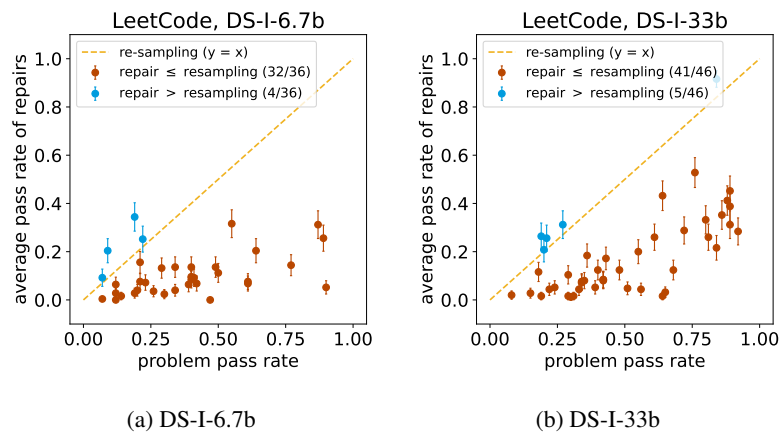 LeetCode, DS-I-6.7b
average pass rate of repairs
1.0
0.8
0.6
0.4
0.2
0.0
re-sampling (y = x)
repair ≤ resampling (32/36)
repair > resampling (4/36)
0.00 0.25 0.50 0.75 1.00
problem pass rate
(a) DS-I-6.7b
LeetCode, DS-I-33b
average pass rate of repairs
1.0
0.8
0.6
0.4
0.2
0.0
re-sampling (y = x)
repair ≤ resampling (41/46)
repair > resampling (5/46)
0.00 0.25 0.50 0.75 1.00
problem pass rate
(b) DS-I-33b